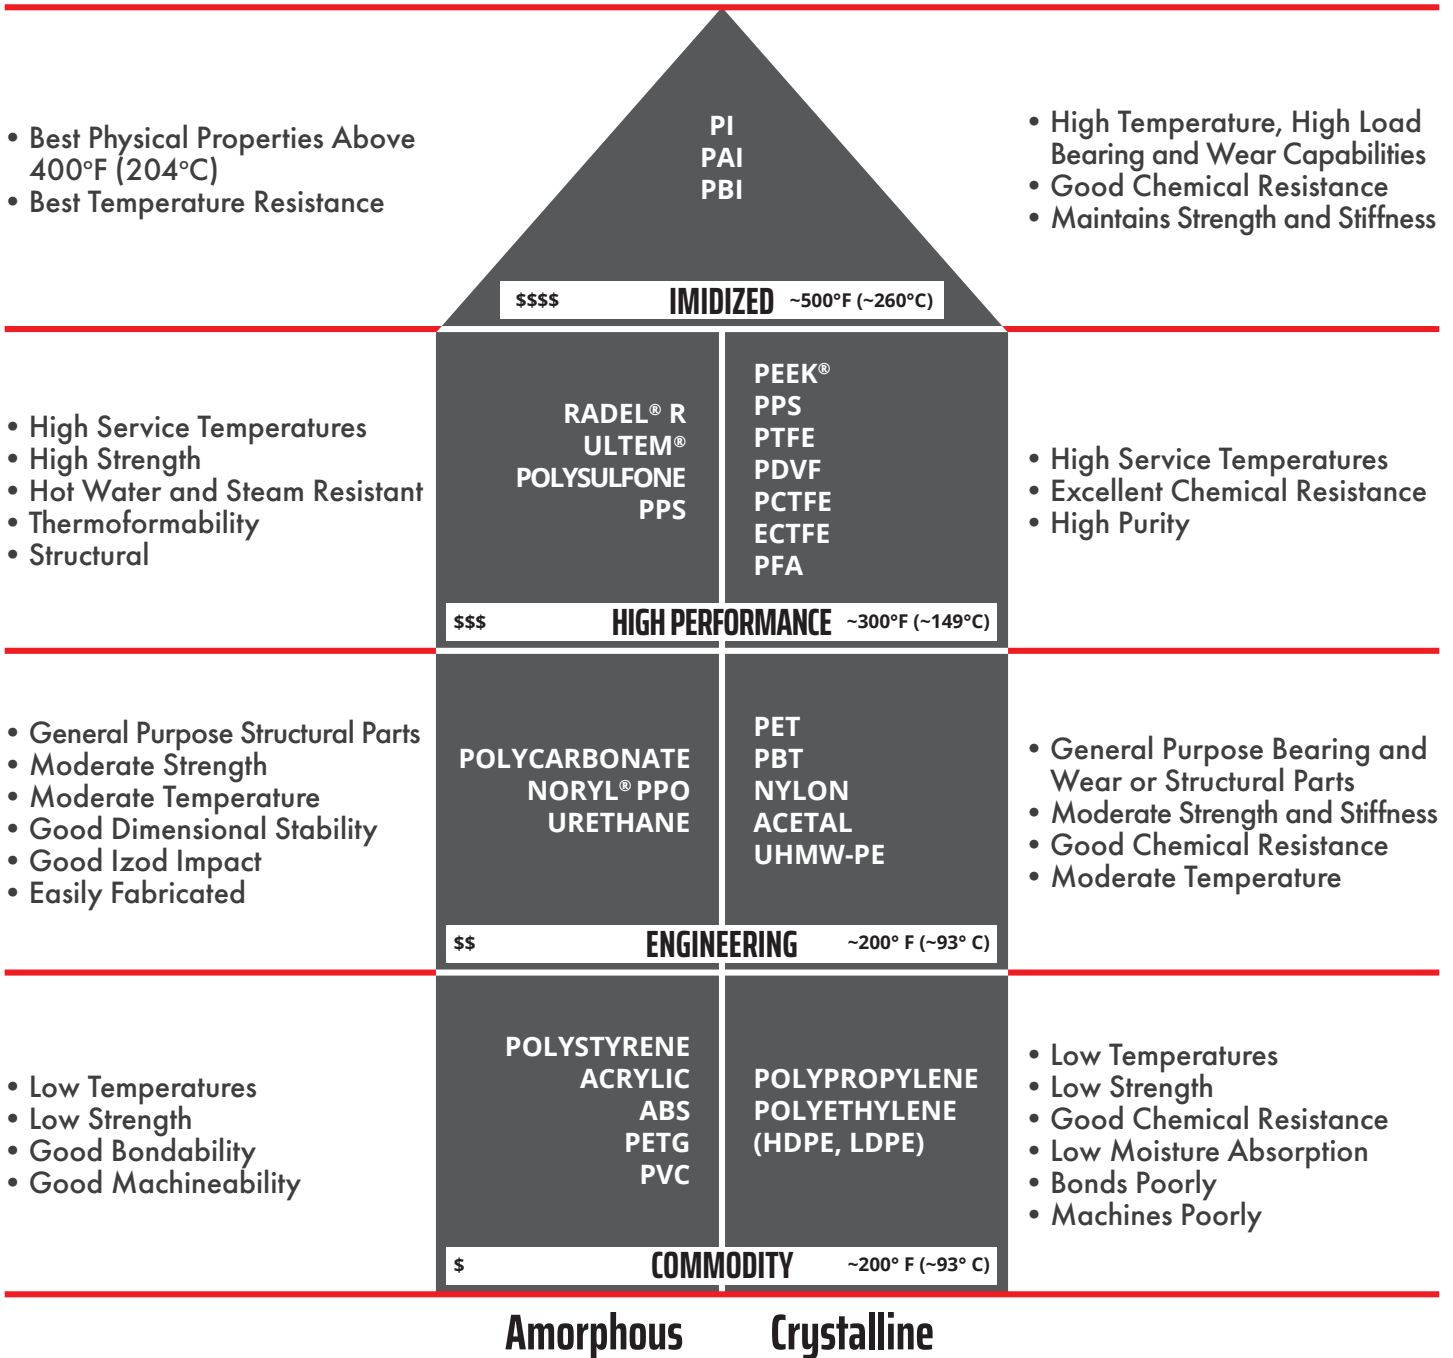 • Best Physical Properties Above
400°F (204°C)
• Best Temperature Resistance
PI
PAI
PBI
• High Temperature, High Load
Bearing and Wear Capabilities
• Good Chemical Resistance
• Maintains Strength and Stiffness
$$$$ IMIDIZED ~500°F (~260°C)
• High Service Temperatures
• High Strength
• Hot Water and Steam Resistant
• Thermoformability
• Structural
RADEL® R
ULTEM®
POLYSULFONE
PPS
PEEK®
PPS
PTFE
PDVF
PCTFE
ECTFE
PFA
• High Service Temperatures
• Excellent Chemical Resistance
• High Purity
$$$ HIGH PERFORMANCE ~300°F (~149°C)
• General Purpose Structural Parts
• Moderate Strength
• Moderate Temperature
• Good Dimensional Stability
• Good Izod Impact
• Easily Fabricated
POLYCARBONATE
NORYL® PPO
URETHANE
PET
PBT
NYLON
ACETAL
UHMW-PE
• General Purpose Bearing and
Wear or Structural Parts
• Moderate Strength and Stiffness
• Good Chemical Resistance
• Moderate Temperature
$$ ENGINEERING ~200° F (~93° C)
• Low Temperatures
• Low Strength
• Good Bondability
• Good Machineability
POLYSTYRENE
ACRYLIC
ABS
PETG
PVC
POLYPROPYLENE
POLYETHYLENE
(HDPE, LDPE)
• Low Temperatures
• Low Strength
• Good Chemical Resistance
• Low Moisture Absorption
• Bonds Poorly
• Machines Poorly
$ COMMODITY ~200° F (~93° C)
Amorphous Crystalline